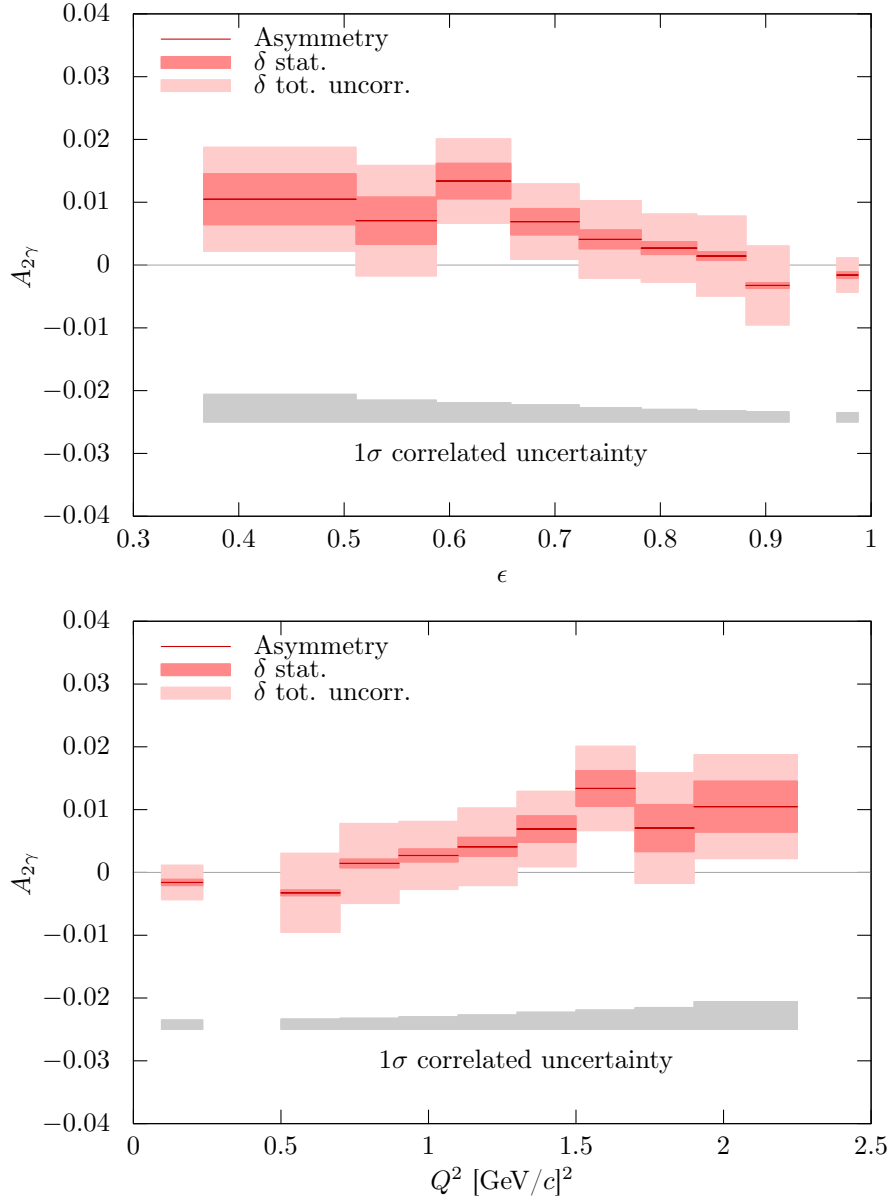 0.04
0.03
0.02
0.01
0
−0.01
−0.02
−0.03
−0.04
A2γ
Asymmetry
δ stat.
δ tot. uncorr.
1σ correlated uncertainty
0.3 0.4 0.5 0.6 0.7 0.8 0.9 1
ϵ
0.04
0.03
0.02
0.01
0
−0.01
−0.02
−0.03
−0.04
A2γ
Asymmetry
δ stat.
δ tot. uncorr.
1σ correlated uncertainty
0 0.5 1 1.5 2 2.5
Q² [GeV/c]²